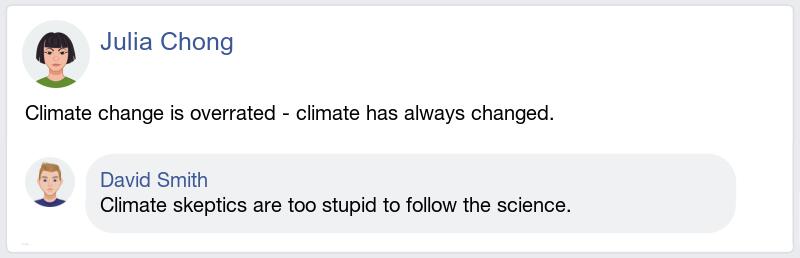 Julia Chong
Climate change is overrated - climate has always changed.
David Smith
Climate skeptics are too stupid to follow the science.